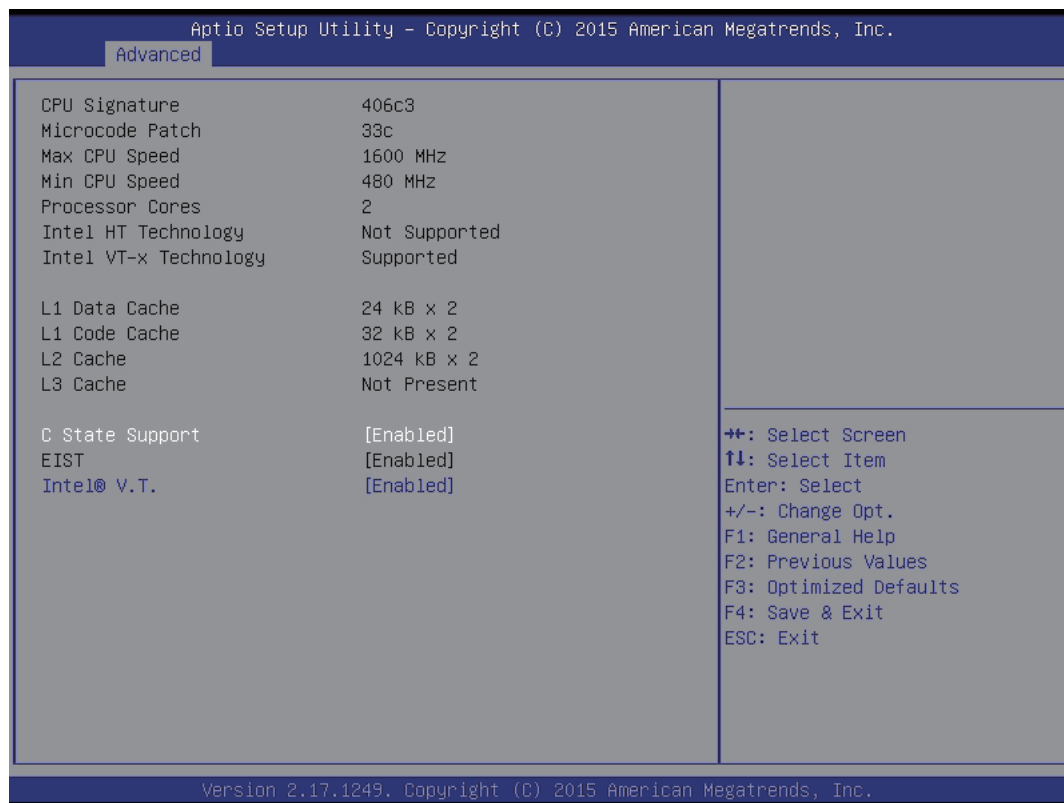 Aptio Setup Utility – Copyright (C) 2015 American Megatrends, Inc.
Advanced
CPU Signature 406c3
Microcode Patch 33c
Max CPU Speed 1600 MHz
Min CPU Speed 480 MHz
Processor Cores 2
Intel HT Technology Not Supported
Intel VT-x Technology Supported
L1 Data Cache 24 kB x 2
L1 Code Cache 32 kB x 2
L2 Cache 1024 kB x 2
L3 Cache Not Present
C State Support [Enabled]
EIST [Enabled]
Intel® V.T. [Enabled]
→←: Select Screen
↑↓: Select Item
Enter: Select
+/-: Change Opt.
F1: General Help
F2: Previous Values
F3: Optimized Defaults
F4: Save & Exit
ESC: Exit
Version 2.17.1249. Copyright (C) 2015 American Megatrends, Inc.